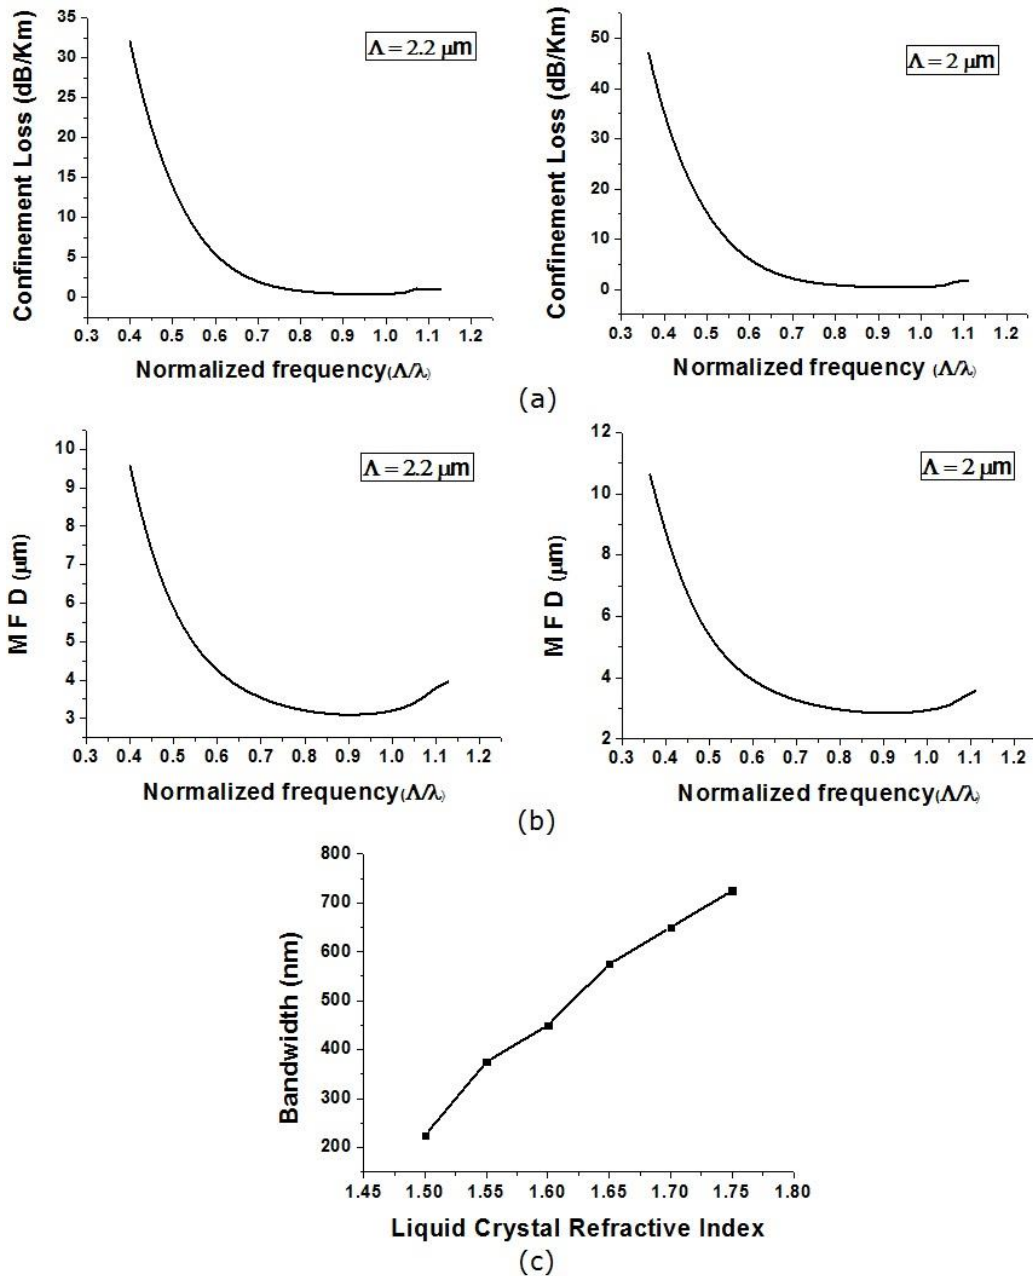 35
30
25
20
15
10
5
0
Confinement Loss (dB/Km)
Λ = 2.2 μm
0.3 0.4 0.5 0.6 0.7 0.8 0.9 1.0 1.1 1.2
Normalized frequency(Λ/λ)
50
40
30
20
10
0
Confinement Loss (dB/Km)
Λ = 2 μm
0.3 0.4 0.5 0.6 0.7 0.8 0.9 1.0 1.1 1.2
Normalized frequency (Λ/λ)
(a)
10
9
8
7
6
5
4
3
M F D (μm)
Λ = 2.2 μm
0.3 0.4 0.5 0.6 0.7 0.8 0.9 1.0 1.1 1.2
Normalized frequency(Λ/λ)
12
10
8
6
4
2
M F D (μm)
Λ = 2 μm
0.3 0.4 0.5 0.6 0.7 0.8 0.9 1.0 1.1 1.2
Normalized frequency(Λ/λ)
(b)
800
700
600
500
400
300
200
Bandwidth (nm)
1.45 1.50 1.55 1.60 1.65 1.70 1.75 1.80
Liquid Crystal Refractive Index
(c)